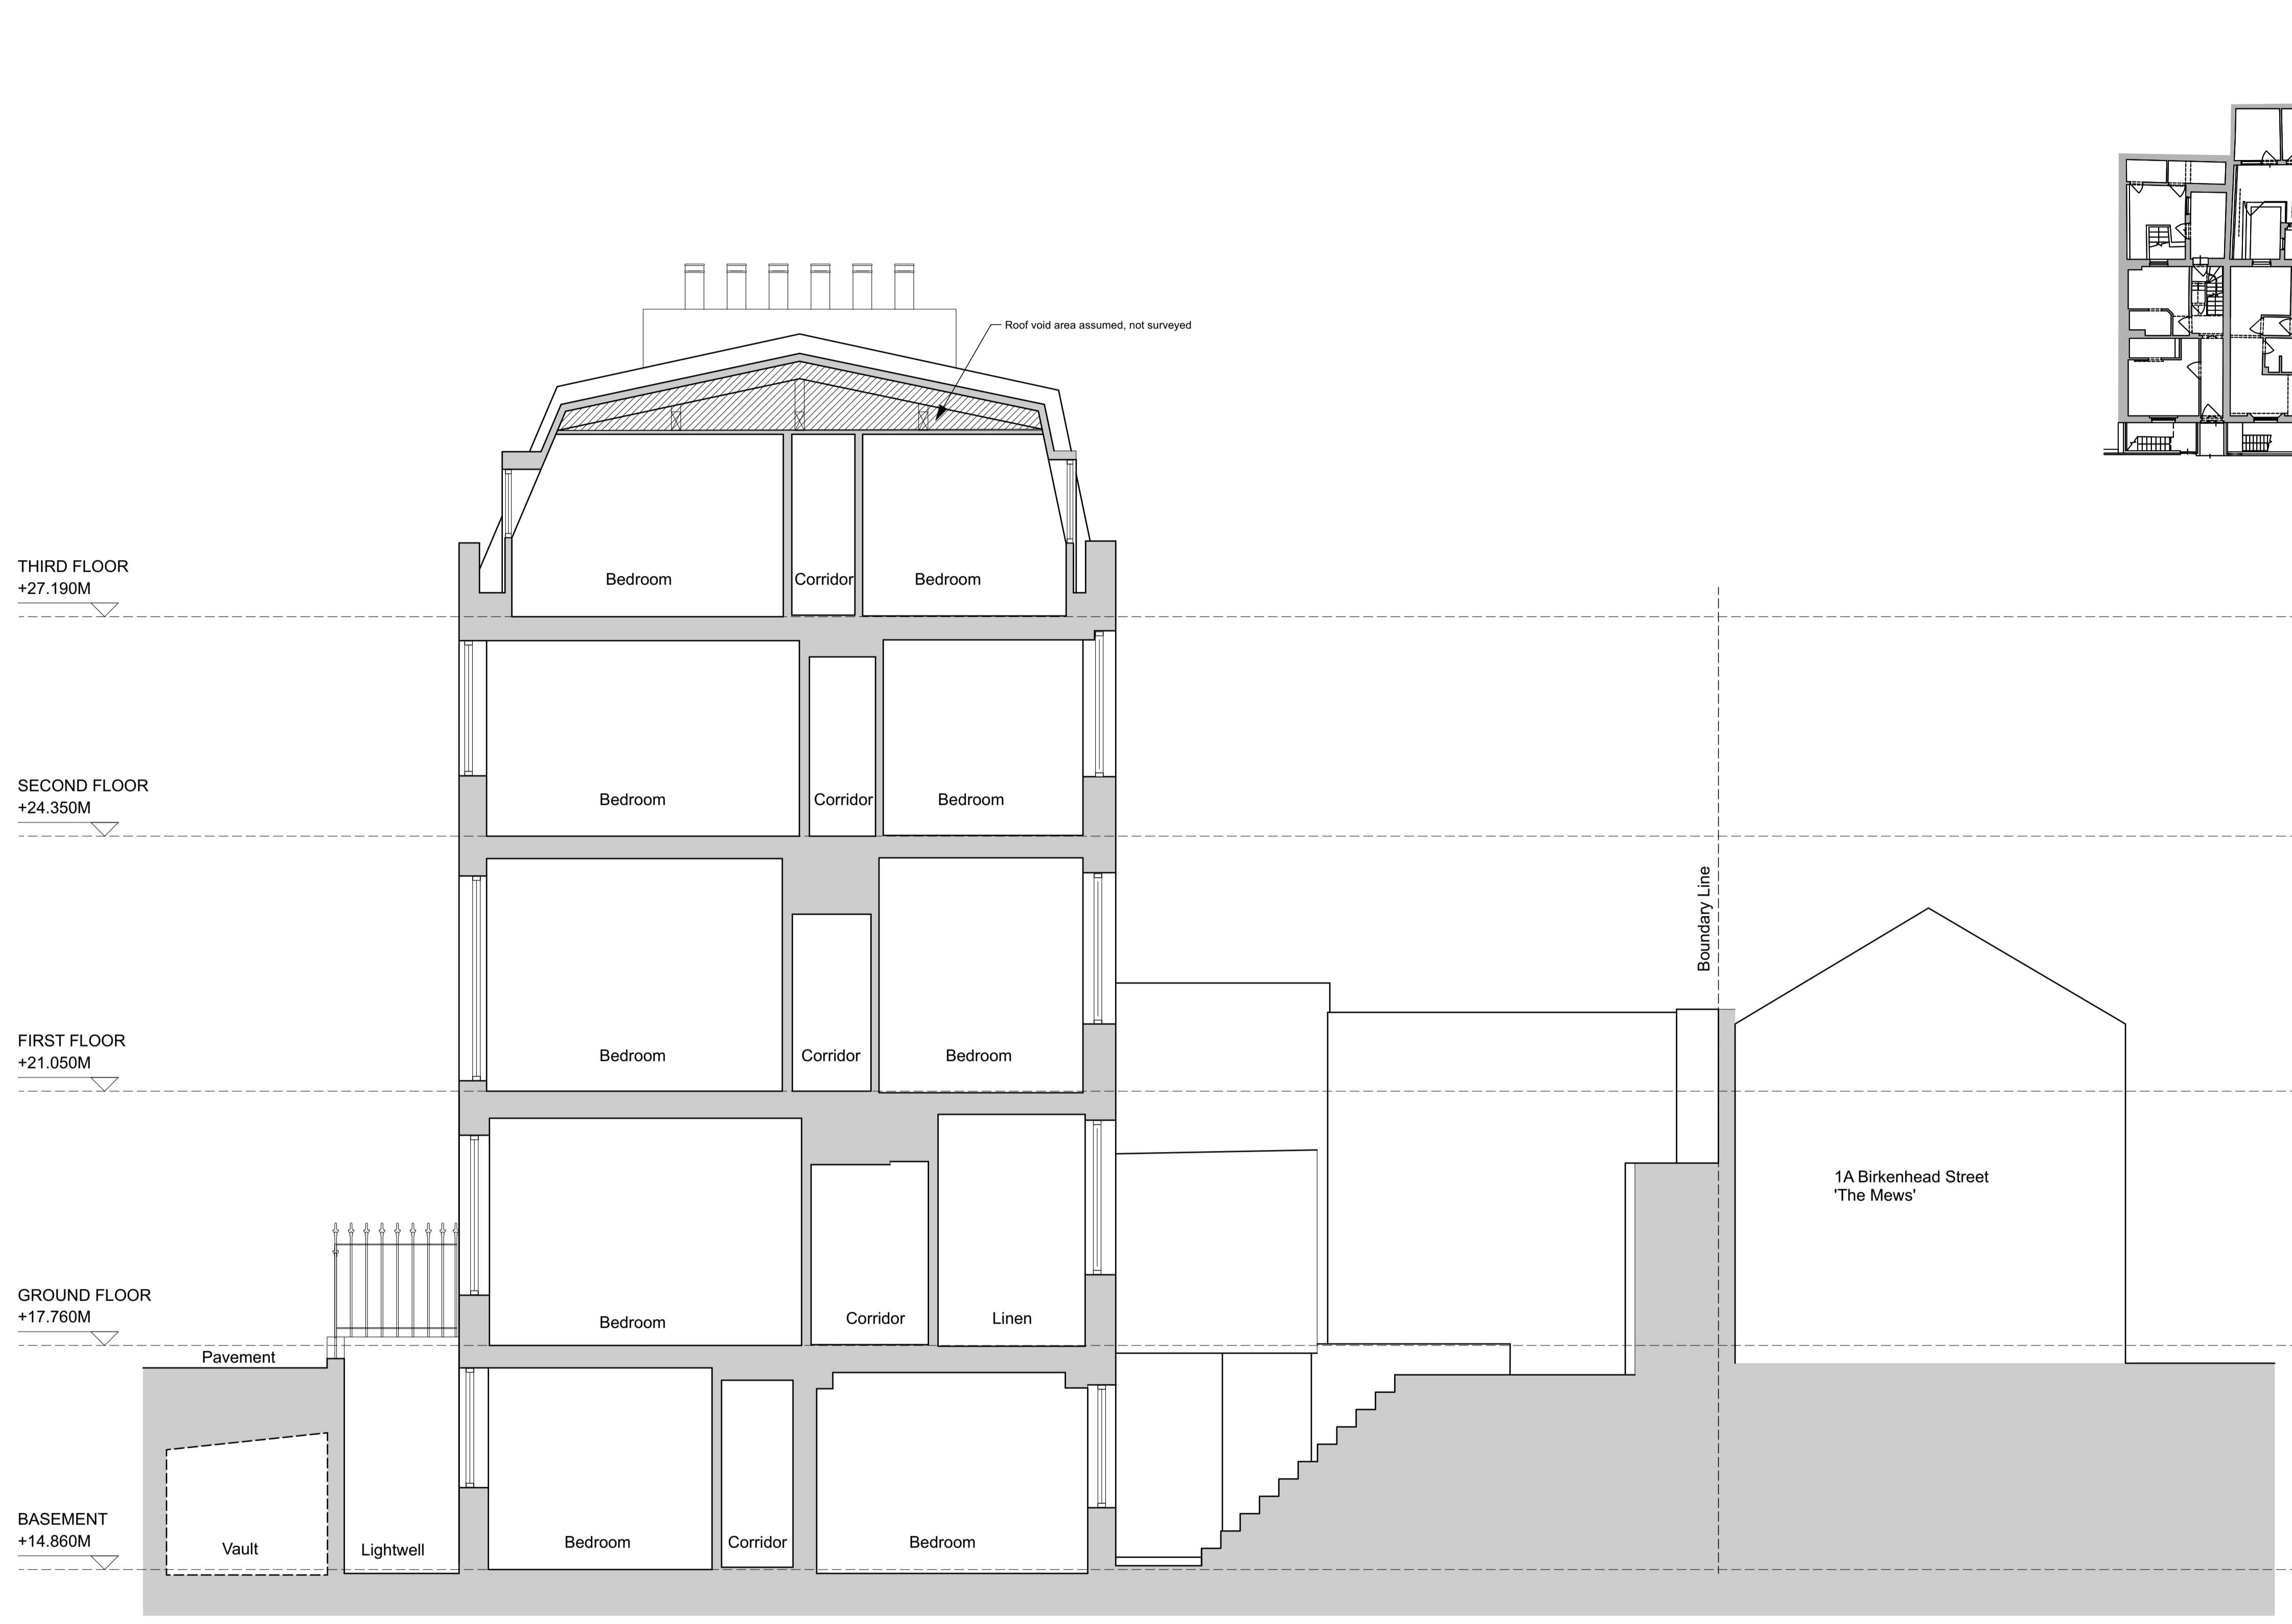 Roof void area assumed, not surveyed
THIRD FLOOR
+27.190M
Bedroom
Corridor
Bedroom
SECOND FLOOR
+24.350M
Bedroom
Corridor
Bedroom
Boundary Line
FIRST FLOOR
+21.050M
Bedroom
Corridor
Bedroom
1A Birkenhead Street
'The Mews'
GROUND FLOOR
+17.760M
Bedroom
Corridor
Linen
Pavement
BASEMENT
+14.860M
Vault
Lightwell
Bedroom
Corridor
Bedroom